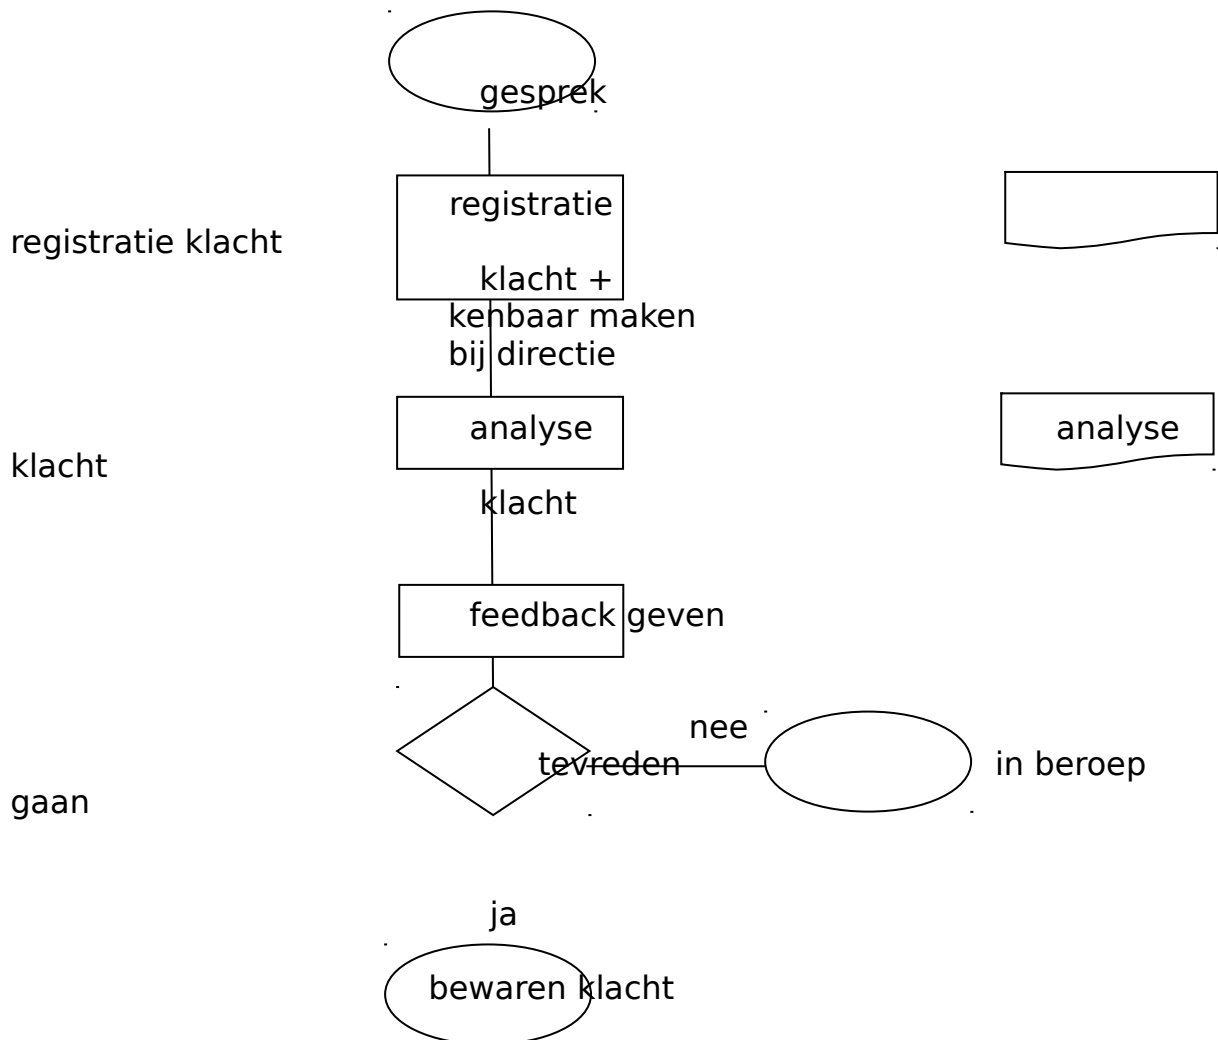 gesprek
registratie
registratie klacht
klacht +
kenbaar maken
bij directie
analyse analyse
klacht
klacht
feedback geven
nee
tevreden in beroep
gaan
ja
bewaren klacht